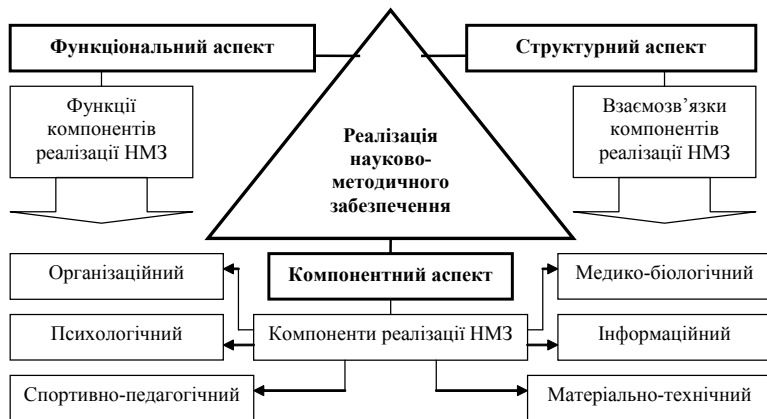 Функціональний аспект
Структурний аспект
Функції
компонентів
реалізації НМЗ
Реалізація
науково-
методичного
забезпечення
Взаємозв’язки
компонентів
реалізації НМЗ
Організаційний
Компонентний аспект
Медико-біологічний
Психологічний
Компоненти реалізації НМЗ
Інформаційний
Спортивно-педагогічний
Матеріально-технічний